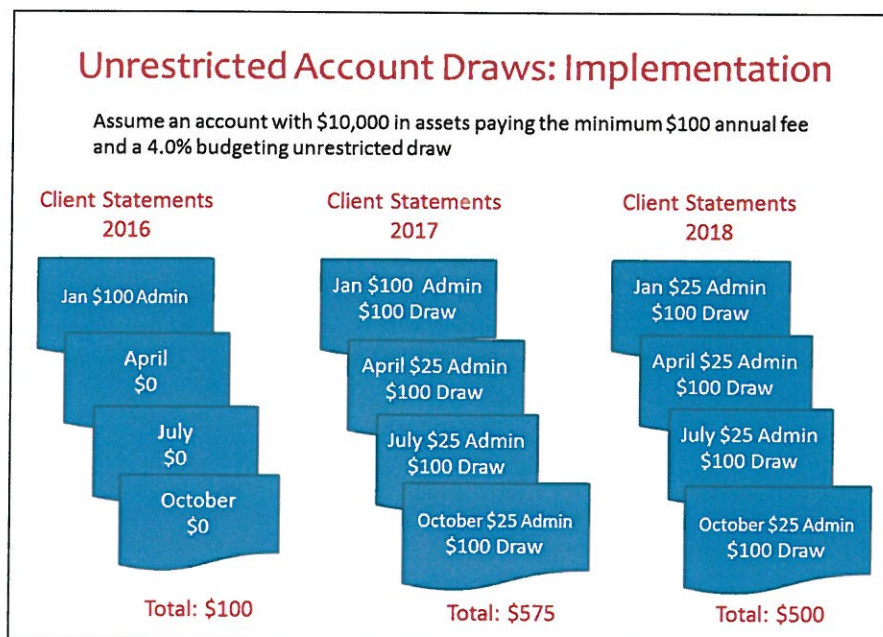 Unrestricted Account Draws: Implementation
Assume an account with $10,000 in assets paying the minimum $100 annual fee
and a 4.0% budgeting unrestricted draw
Client Statements
2016
Jan $100 Admin
April
$0
July
$0
October
$0
Total: $100
Client Statements
2017
Jan $100 Admin
$100 Draw
April $25 Admin
$100 Draw
July $25 Admin
$100 Draw
October $25 Admin
$100 Draw
Total: $575
Client Statements
2018
Jan $25 Admin
$100 Draw
April $25 Admin
$100 Draw
July $25 Admin
$100 Draw
October $25 Admin
$100 Draw
Total: $500